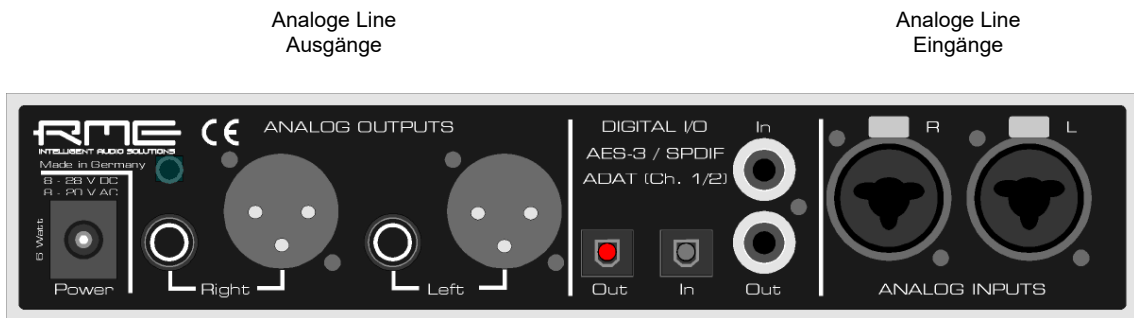 Analoge Line
Ausgänge
Analoge Line
Eingänge
RME
INTELLIGENT AUDIO SOLUTIONS
CE
ANALOG OUTPUTS
DIGITAL I/O
In
R
L
Made in Germany
AES-3 / SPDIF
8 - 28 V DC
8 - 20 V AC
ADAT (Ch. 1/2)
5 Watt
Power
Right
Left
Out
In
Out
ANALOG INPUTS